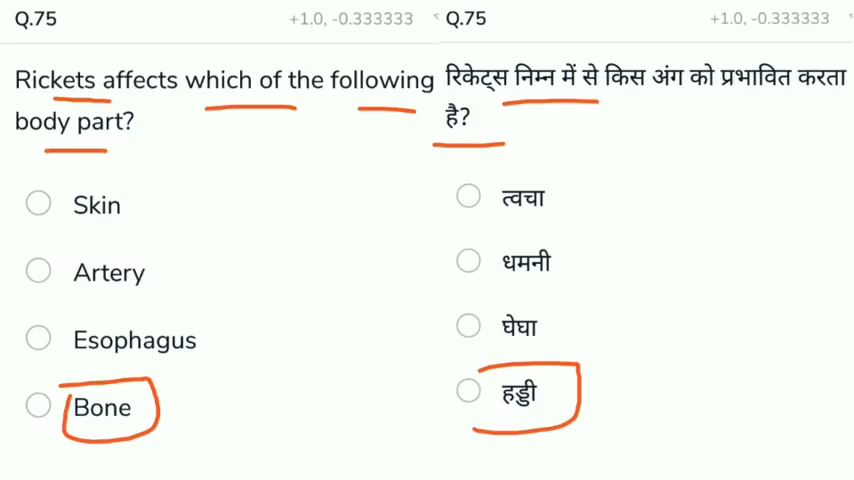 Q.75
+1.0, -0.333333
Rickets affects which of the following
body part?
Skin
Artery
Esophagus
Bone
Q.75
+1.0, -0.333333
रिकेट्स निम्न में से किस अंग को प्रभावित करता
है?
त्वचा
धमनी
घेघा
हड्डी